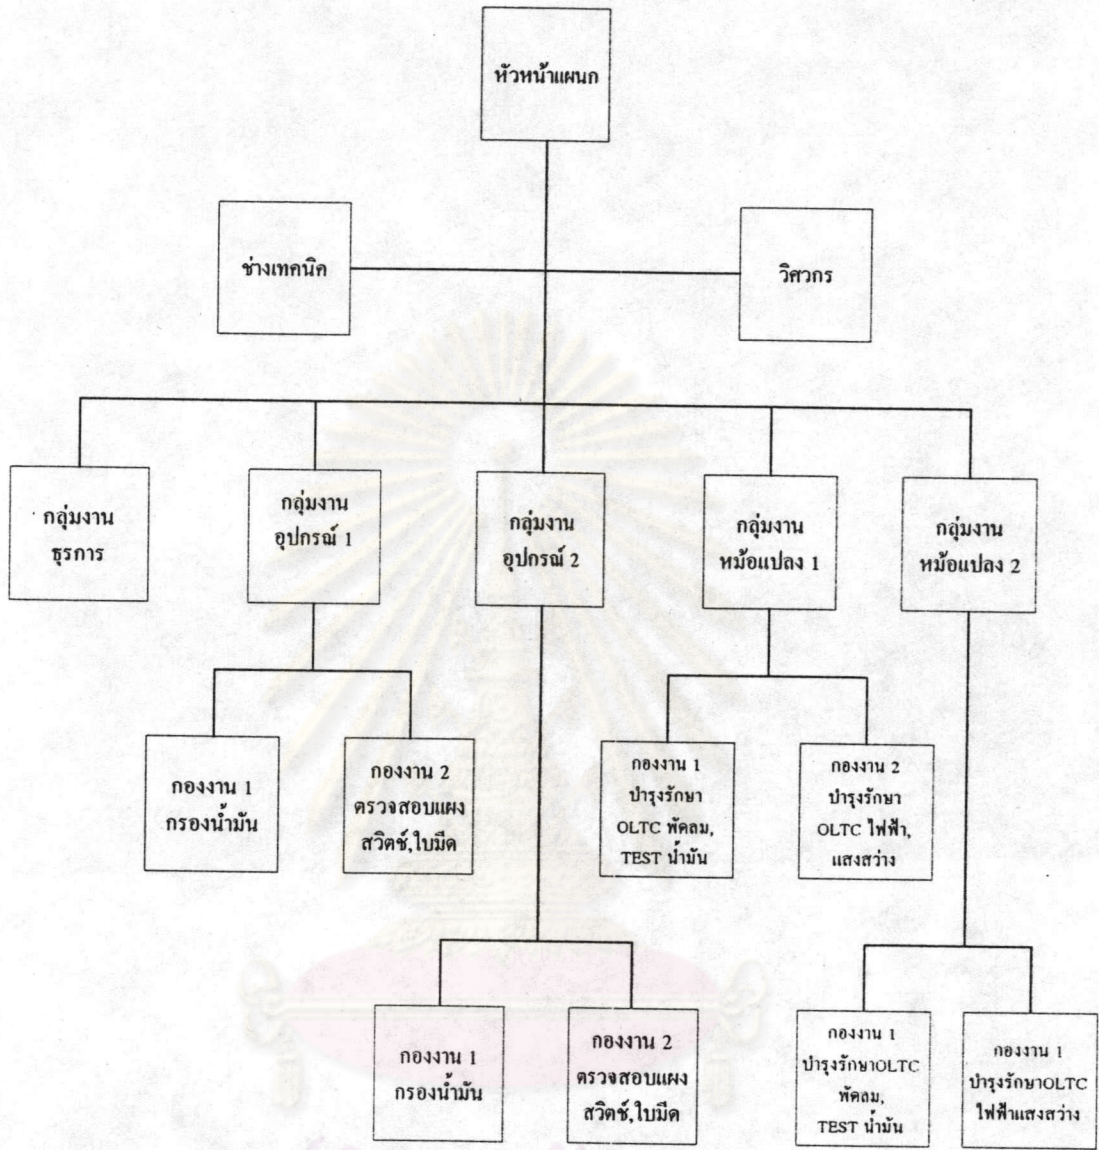 หัวหน้าแผนก
ช่างเทคนิค
วิศวกร
กลุ่มงาน
ธุรการ
กลุ่มงาน
อุปกรณ์ 1
กลุ่มงาน
อุปกรณ์ 2
กลุ่มงาน
หม้อแปลง 1
กลุ่มงาน
หม้อแปลง 2
กองงาน 1
กรองน้ำมัน
กองงาน 2
ตรวจสอบแผง
สวิตช์,ใบมีด
กองงาน 1
บำรุงรักษา
OLTC พัดลม,
TEST น้ำมัน
กองงาน 2
บำรุงรักษา
OLTC ไฟฟ้า,
แสงสว่าง
กองงาน 1
กรองน้ำมัน
กองงาน 2
ตรวจสอบแผง
สวิตช์,ใบมีด
กองงาน 1
บำรุงรักษาOLTC
พัดลม,
TEST น้ำมัน
กองงาน 1
บำรุงรักษาOLTC
ไฟฟ้าแสงสว่าง